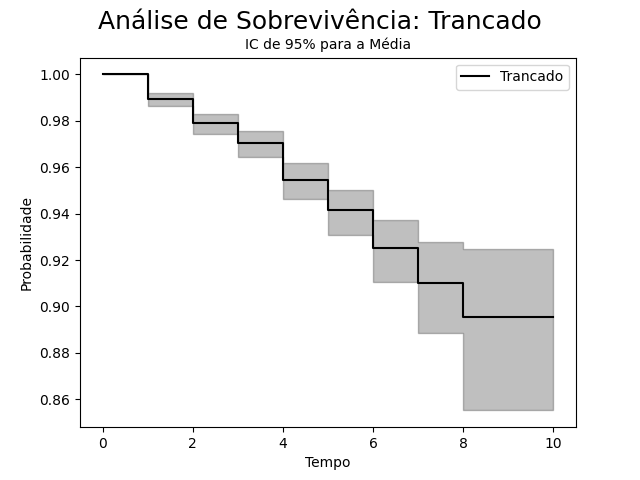 Análise de Sobrevivência: Trancado
IC de 95% para a Média
Trancado
1.00
0.98
0.96
0.94
0.92
0.90
0.88
0.86
Probabilidade
0 2 4 6 8 10
Tempo